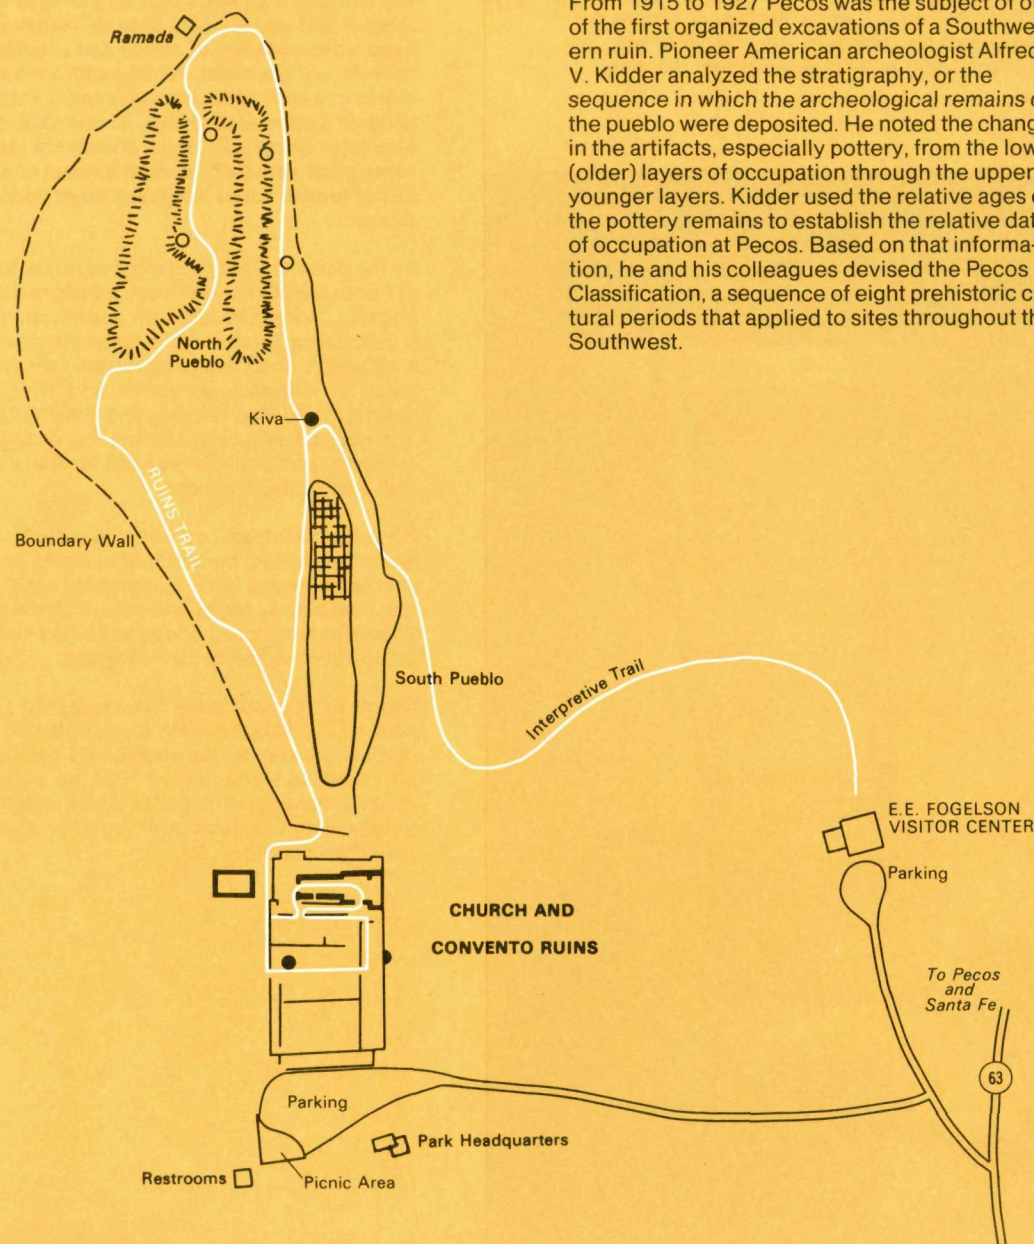 From 1915 to 1927 Pecos was the subject of
of the first organized excavations of a
ern ruin. Pioneer American archeologist
V. Kidder analyzed the stratigraphy, or the
sequence in which the archeological remains
the pueblo were deposited. He noted the
in the artifacts, especially pottery, from the
(older) layers of occupation through the upper
younger layers. Kidder used the relative ages
the pottery remains to establish the relative
of occupation at Pecos. Based on that informa-
tion, he and his colleagues devised the Pecos
Classification, a sequence of eight prehistoric
tural periods that applied to sites throughout
Southwest.
Ramada
North
Pueblo
Kiva
RUINS TRAIL
Boundary Wall
South Pueblo
Interpretive Trail
E.E. FOGELSON
VISITOR CENTER
Parking
CHURCH AND
CONVENTO RUINS
To Pecos
and
Santa Fe
63
Parking
Park Headquarters
Restrooms
Picnic Area